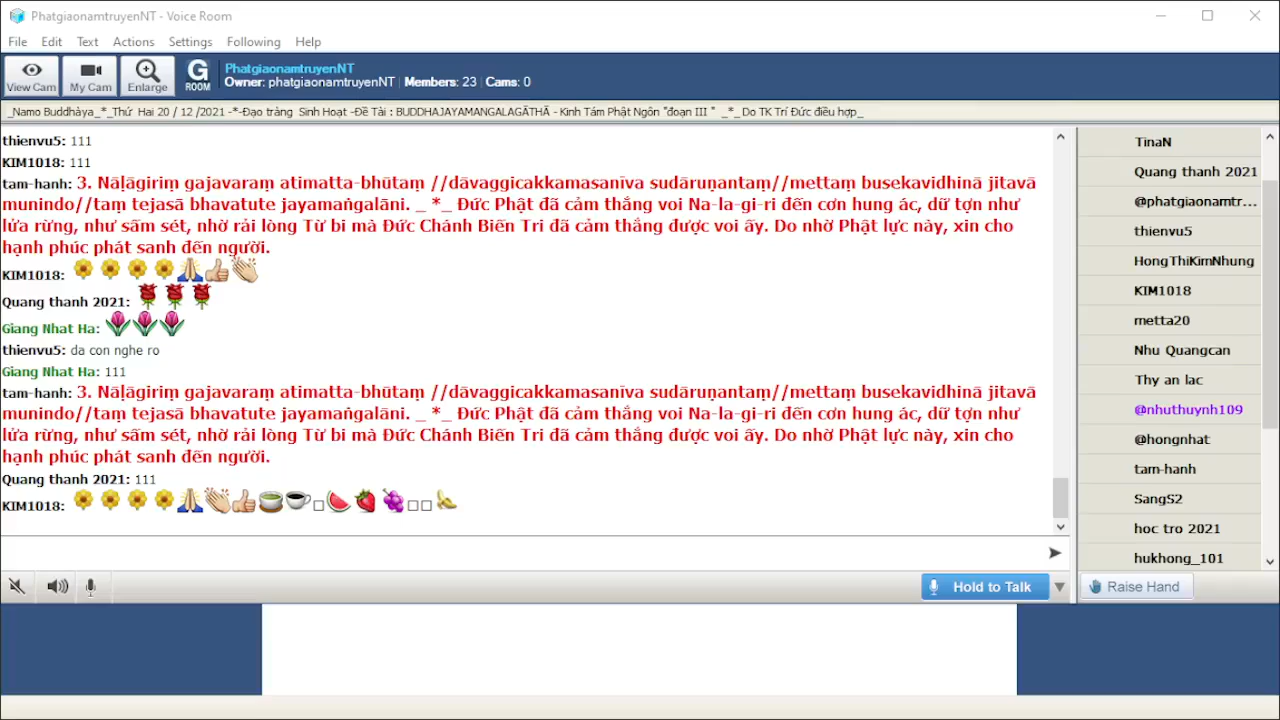 PhatgiaonamtruyenNT - Voice Room
File Edit Text Actions Settings Following Help
View Cam My Cam Enlarge G ROOM
PhatgiaonamtruyenNT
Owner: phatgiaonamtruyenNT | Members: 23 | Cams: 0
_Namo Buddhàya_*_Thứ Hai 20 / 12 /2021 -*-Đạo tràng Sinh Hoạt -Đề Tài : BUDDHAJAYAMANGALAGĀTHĀ - Kinh Tám Phật Ngôn "đoạn III " _*_Do TK Trí Đức điều hợp_
thienvu5: 111
KIM1018: 111
tam-hanh: 3. Nāḷāgiriṃ gajavaraṃ atimatta-bhūtaṃ //dāvaggicakkamasanīva sudāruṇantaṃ//mettaṃ busekavidhinā jitavā
munindo//taṃ tejasā bhavatute jayamaṅgalāni. _ *_ Đức Phật đã cảm thắng voi Na-la-gi-ri đến cơn hung ác, dữ tợn như
lửa rừng, như sấm sét, nhờ rải lòng Từ bi mà Đức Chánh Biến Tri đã cảm thắng được voi ấy. Do nhờ Phật lực này, xin cho
hạnh phúc phát sanh đến người.
KIM1018:
Quang thanh 2021:
Giang Nhat Ha:
thienvu5: da con nghe ro
Giang Nhat Ha: 111
tam-hanh: 3. Nāḷāgiriṃ gajavaraṃ atimatta-bhūtaṃ //dāvaggicakkamasanīva sudāruṇantaṃ//mettaṃ busekavidhinā jitavā
munindo//taṃ tejasā bhavatute jayamaṅgalāni. _ *_ Đức Phật đã cảm thắng voi Na-la-gi-ri đến cơn hung ác, dữ tợn như
lửa rừng, như sấm sét, nhờ rải lòng Từ bi mà Đức Chánh Biến Tri đã cảm thắng được voi ấy. Do nhờ Phật lực này, xin cho
hạnh phúc phát sanh đến người.
Quang thanh 2021: 111
KIM1018:
Hold to Talk
TinaN
Quang thanh 2021
@phatgiaonamtr...
thienvu5
HongThiKimNhung
KIM1018
metta20
Nhu Quangcan
Thy an lac
@nhuthuynh109
@hongnhat
tam-hanh
SangS2
hoc tro 2021
hukhong_101
Raise Hand